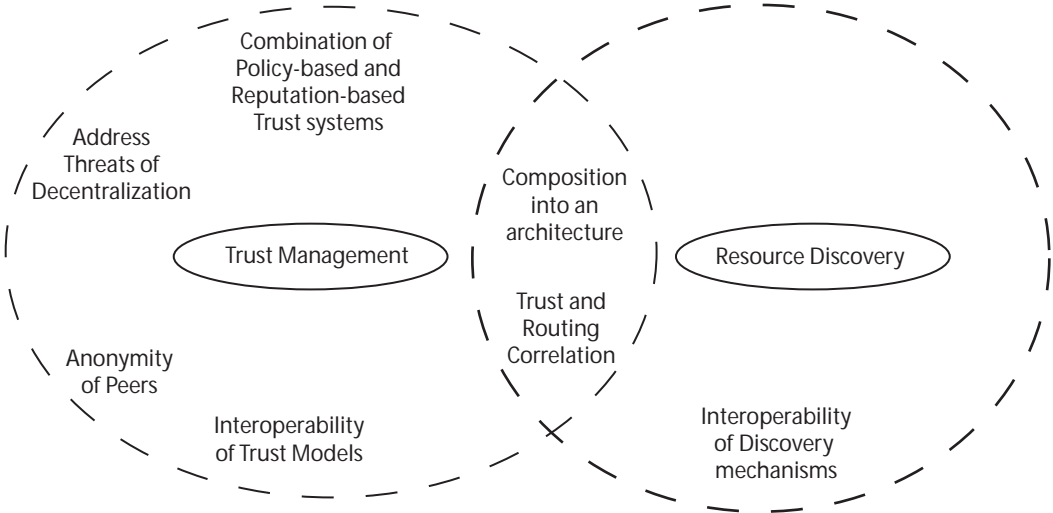 Combination of
Policy-based and
Reputation-based
Trust systems
Address
Threats of
Decentralization
Composition
into an
architecture
Trust Management
Resource Discovery
Trust and
Routing
Correlation
Anonymity
of Peers
Interoperability
of Trust Models
Interoperability
of Discovery
mechanisms